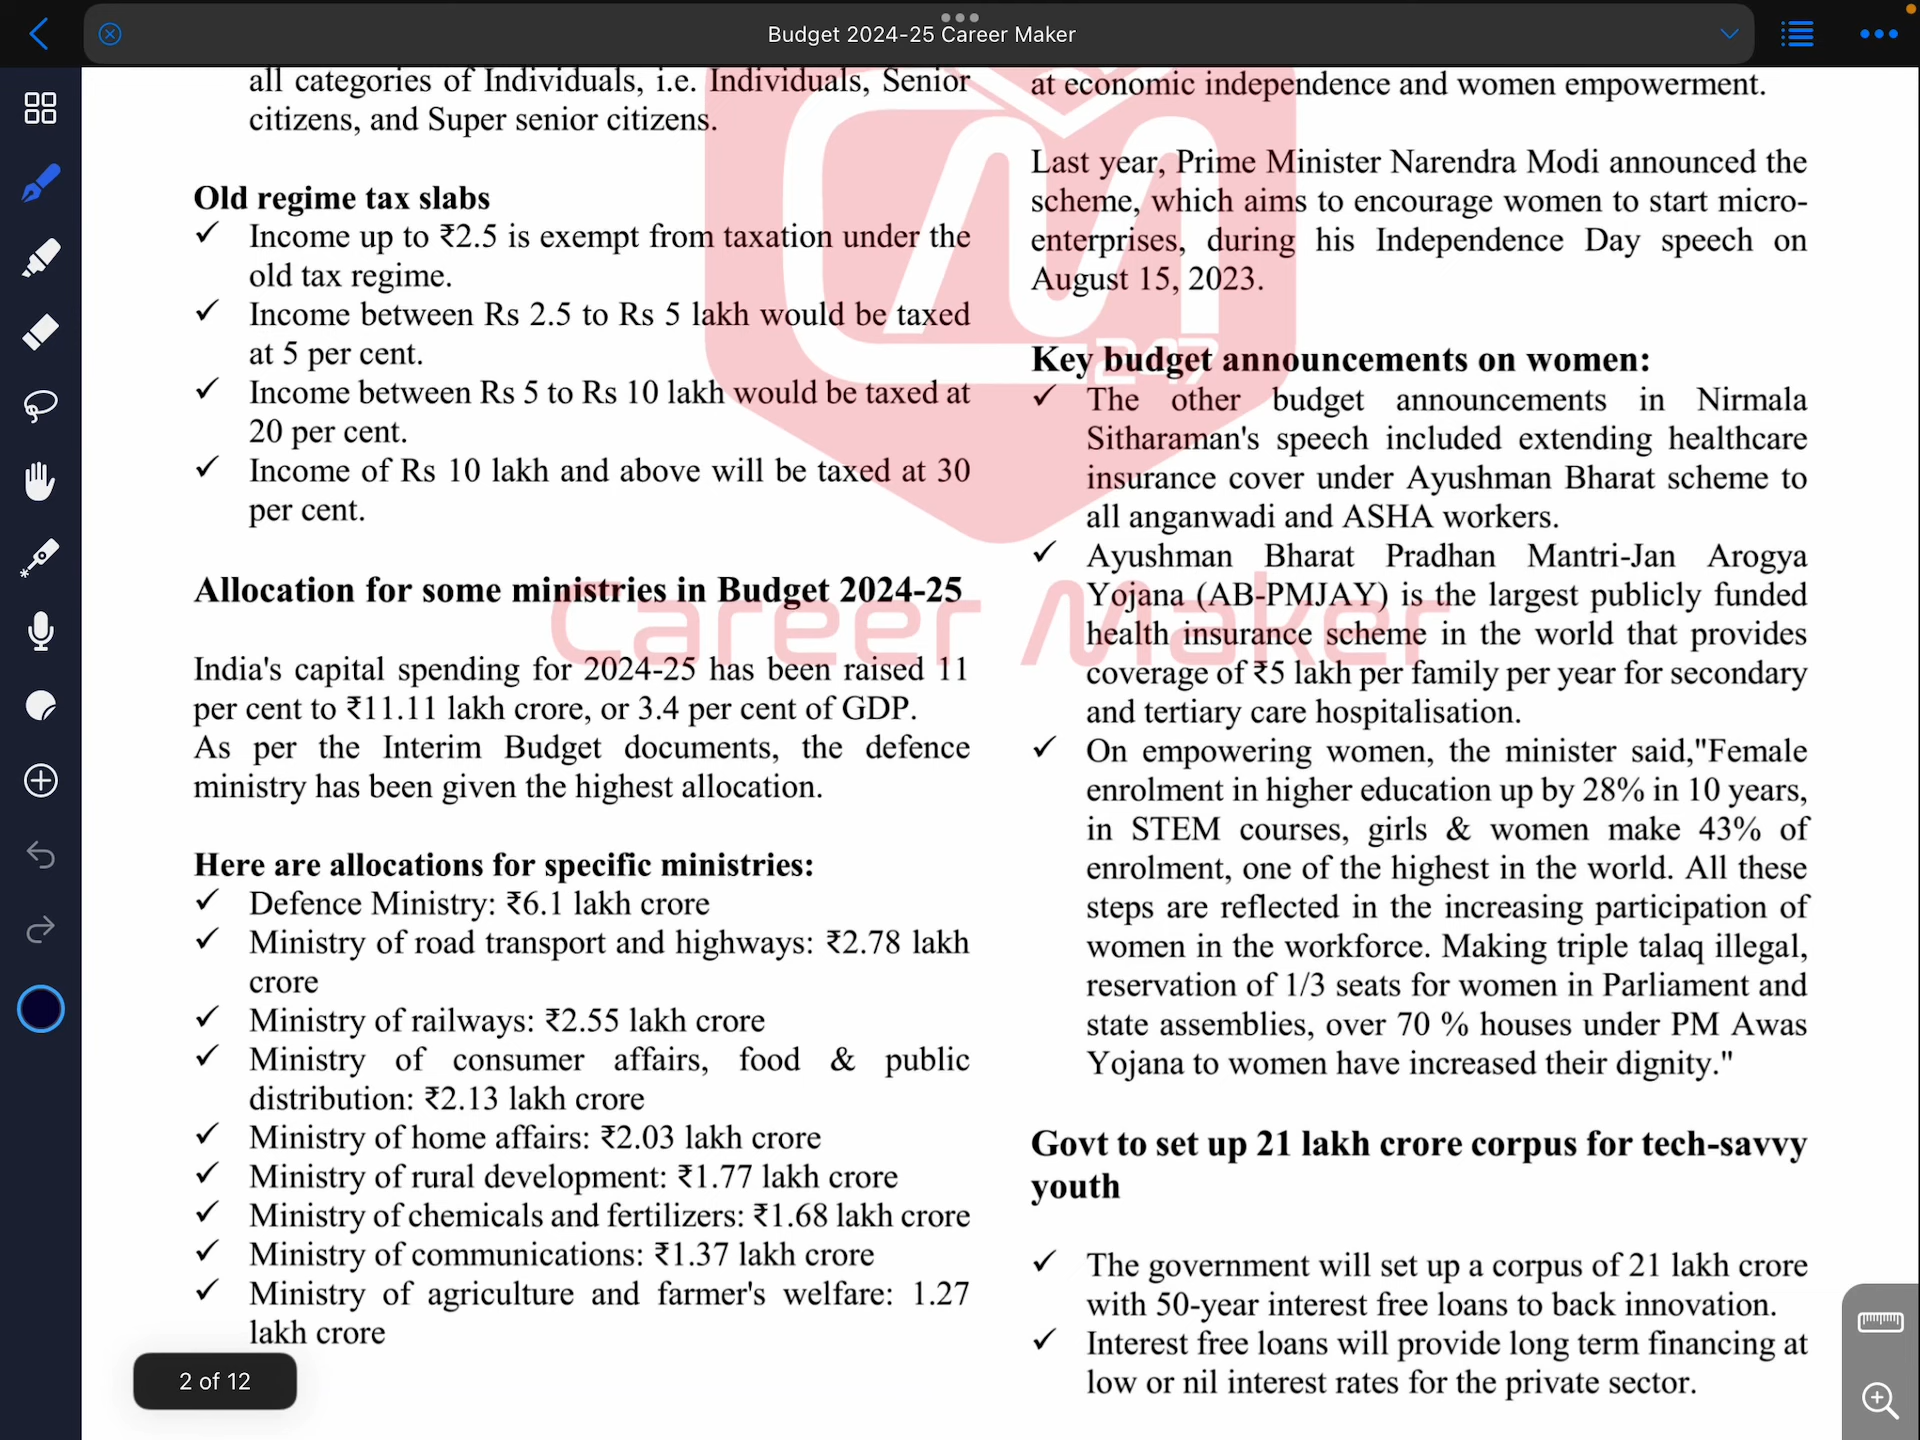 Budget 2024-25 Career Maker
all categories of Individuals, i.e. Individuals, Senior
citizens, and Super senior citizens.
Old regime tax slabs
✓ Income up to ₹2.5 is exempt from taxation under the
old tax regime.
✓ Income between Rs 2.5 to Rs 5 lakh would be taxed
at 5 per cent.
✓ Income between Rs 5 to Rs 10 lakh would be taxed at
20 per cent.
✓ Income of Rs 10 lakh and above will be taxed at 30
per cent.
Allocation for some ministries in Budget 2024-25
India's capital spending for 2024-25 has been raised 11
per cent to ₹11.11 lakh crore, or 3.4 per cent of GDP.
As per the Interim Budget documents, the defence
ministry has been given the highest allocation.
Here are allocations for specific ministries:
✓ Defence Ministry: ₹6.1 lakh crore
✓ Ministry of road transport and highways: ₹2.78 lakh
crore
✓ Ministry of railways: ₹2.55 lakh crore
✓ Ministry of consumer affairs, food & public
distribution: ₹2.13 lakh crore
✓ Ministry of home affairs: ₹2.03 lakh crore
✓ Ministry of rural development: ₹1.77 lakh crore
✓ Ministry of chemicals and fertilizers: ₹1.68 lakh crore
✓ Ministry of communications: ₹1.37 lakh crore
✓ Ministry of agriculture and farmer's welfare: 1.27
lakh crore
at economic independence and women empowerment.
Last year, Prime Minister Narendra Modi announced the
scheme, which aims to encourage women to start micro-
enterprises, during his Independence Day speech on
August 15, 2023.
Key budget announcements on women:
✓ The other budget announcements in Nirmala
Sitharaman's speech included extending healthcare
insurance cover under Ayushman Bharat scheme to
all anganwadi and ASHA workers.
✓ Ayushman Bharat Pradhan Mantri-Jan Arogya
Yojana (AB-PMJAY) is the largest publicly funded
health insurance scheme in the world that provides
coverage of ₹5 lakh per family per year for secondary
and tertiary care hospitalisation.
✓ On empowering women, the minister said,"Female
enrolment in higher education up by 28% in 10 years,
in STEM courses, girls & women make 43% of
enrolment, one of the highest in the world. All these
steps are reflected in the increasing participation of
women in the workforce. Making triple talaq illegal,
reservation of 1/3 seats for women in Parliament and
state assemblies, over 70 % houses under PM Awas
Yojana to women have increased their dignity."
Govt to set up 21 lakh crore corpus for tech-savvy
youth
✓ The government will set up a corpus of 21 lakh crore
with 50-year interest free loans to back innovation.
✓ Interest free loans will provide long term financing at
low or nil interest rates for the private sector.
247
Career Maker
2 of 12